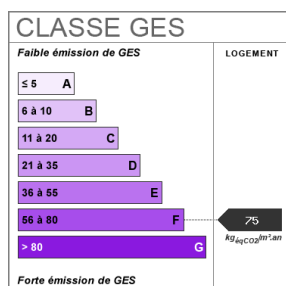 CLASSE GES
Faible émission de GES
LOGEMENT
≤ 5 A
6 à 10 B
11 à 20 C
21 à 35 D
36 à 55 E
56 à 80 F
75
kgéqCO2/m².an
> 80 G
Forte émission de GES